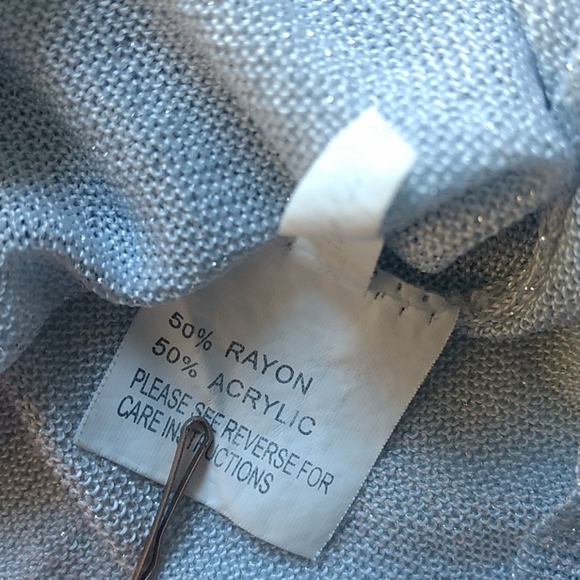 50% RAYON
50% ACRYLIC
PLEASE SEE REVERSE FOR
CARE INSTRUCTIONS